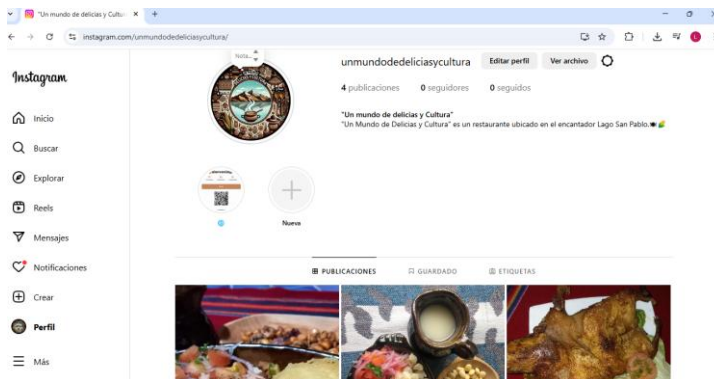 "Un mundo de delicias y Cultu
instagram.com/unmundodedeliciasycultura/
Instagram
Inicio
Buscar
Explorar
Reels
Mensajes
Notificaciones
Crear
Perfil
Más
Nota...
unmundodedeliciasycultura
Editar perfil
Ver archivo
4 publicaciones 0 seguidores 0 seguidos
"Un mundo de delicias y Cultura"
"Un Mundo de Delicias y Cultura" es un restaurante ubicado en el encantador Lago San Pablo.🍽🌽
🌐
Nueva
PUBLICACIONES GUARDADO ETIQUETAS